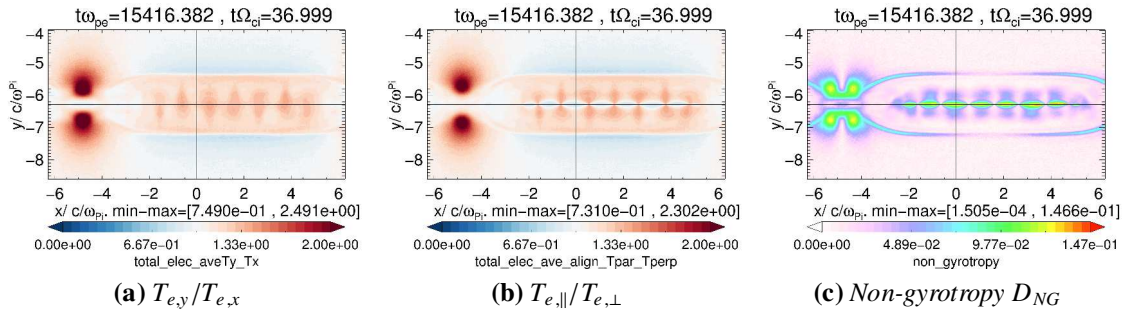 tω_pe=15416.382 , tΩ_ci=36.999
tω_pe=15416.382 , tΩ_ci=36.999
tω_pe=15416.382 , tΩ_ci=36.999
y/ c/ω_Pi
−4
−5
−6
−7
−8
y/ c/ω_Pi
−4
−5
−6
−7
−8
y/ c/ω_Pi
−4
−5
−6
−7
−8
−6 −4 −2 0 2 4 6
−6 −4 −2 0 2 4 6
−6 −4 −2 0 2 4 6
x/ c/ω_Pi. min−max=[7.490e−01 , 2.491e+00]
x/ c/ω_Pi. min−max=[7.310e−01 , 2.302e+00]
x/ c/ω_Pi. min−max=[1.505e−04 , 1.466e−01]
0.00e+00 6.67e−01 1.33e+00 2.00e+00
0.00e+00 6.67e−01 1.33e+00 2.00e+00
0.00e+00 4.89e−02 9.77e−02 1.47e−01
total_elec_aveTy_Tx
total_elec_ave_align_Tpar_Tperp
non_gyrotropy
(a) T_e,y/T_e,x
(b) T_e,||/T_e,⊥
(c) Non-gyrotropy D_NG